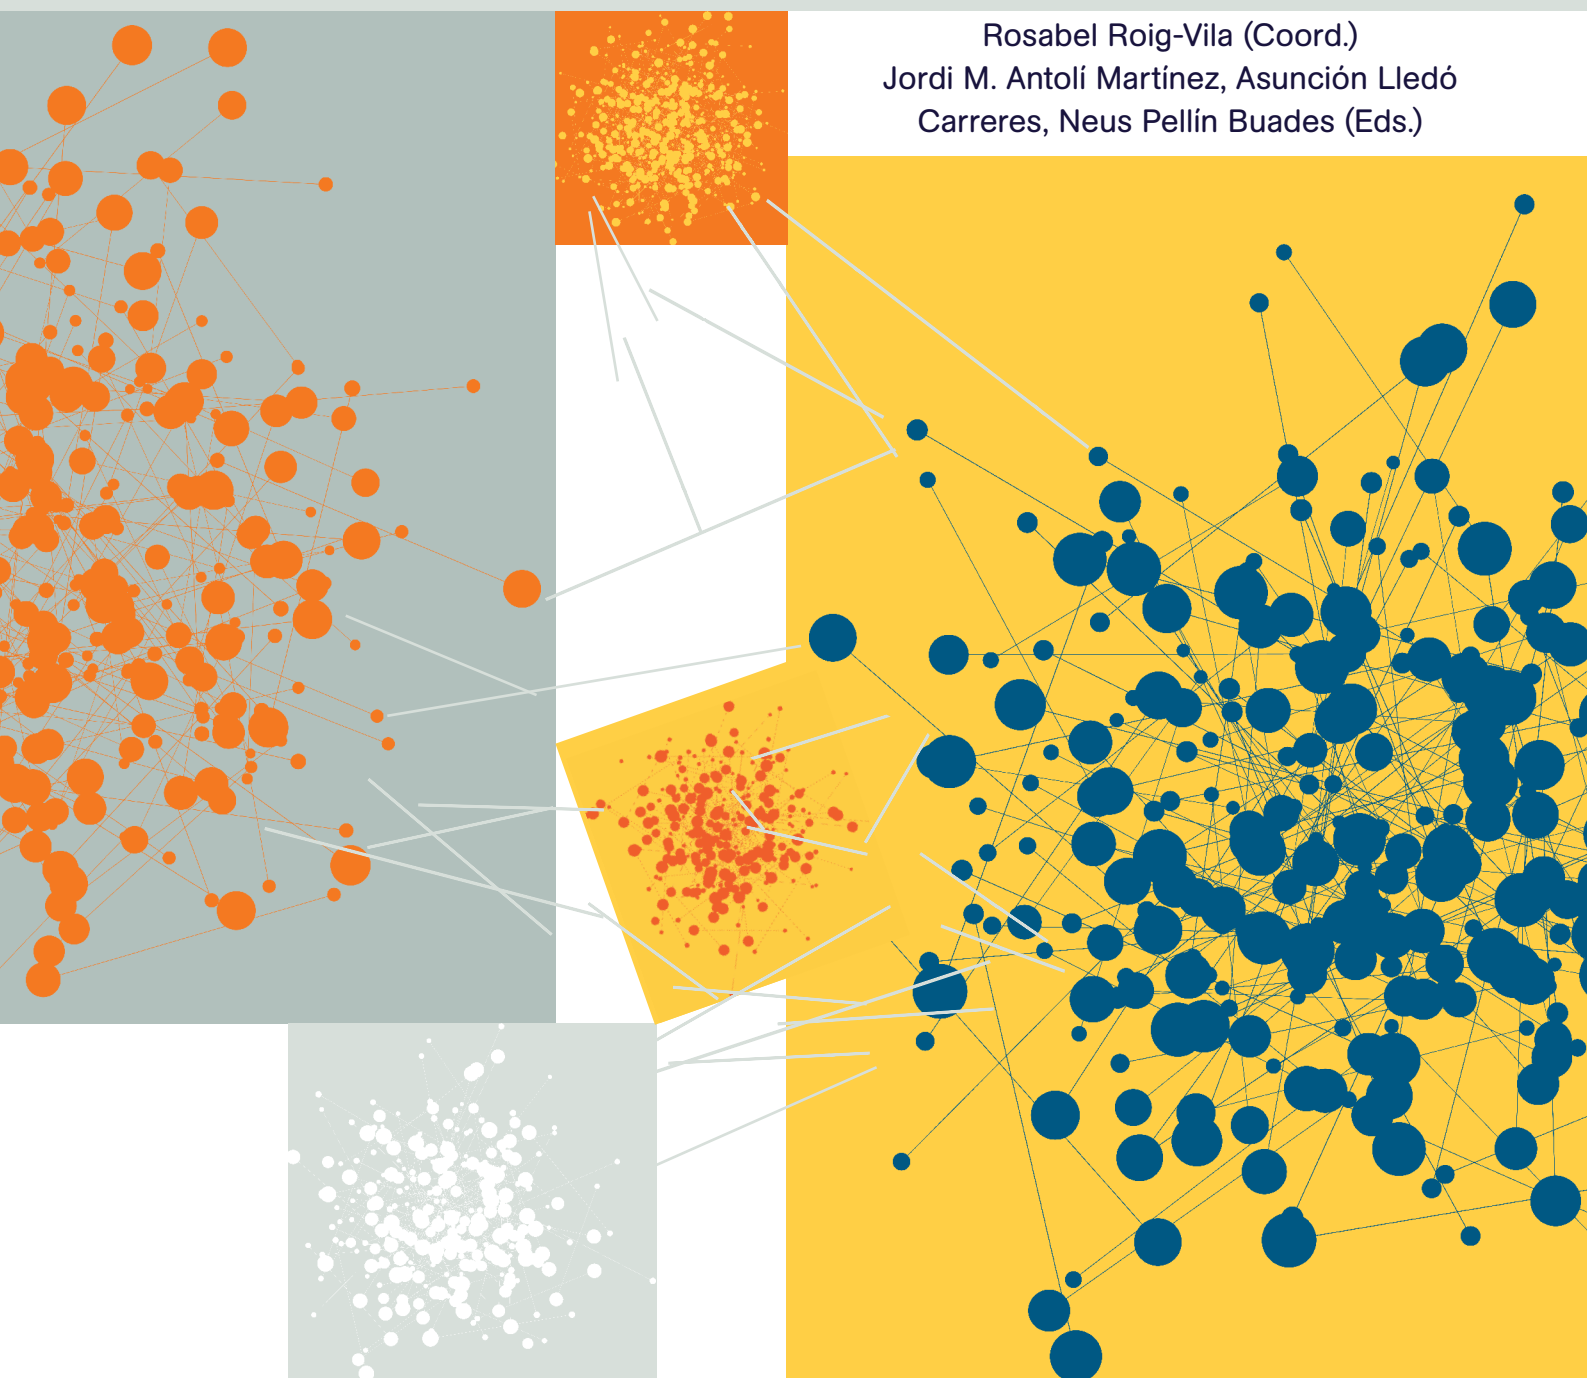 Rosabel Roig-Vila (Coord.)
Jordi M. Antolí Martínez, Asunción Lledó
Carreres, Neus Pellín Buades (Eds.)